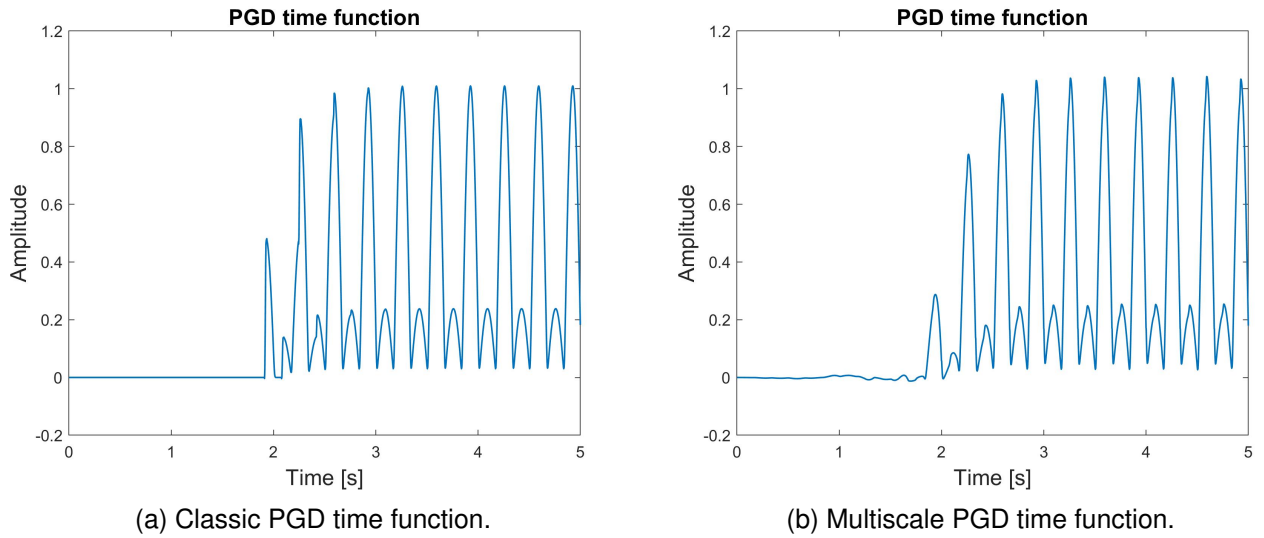 PGD time function
1.2
1
0.8
0.6
0.4
0.2
0
-0.2
Amplitude
0 1 2 3 4 5
Time [s]
(a) Classic PGD time function.
PGD time function
1.2
1
0.8
0.6
0.4
0.2
0
-0.2
Amplitude
0 1 2 3 4 5
Time [s]
(b) Multiscale PGD time function.